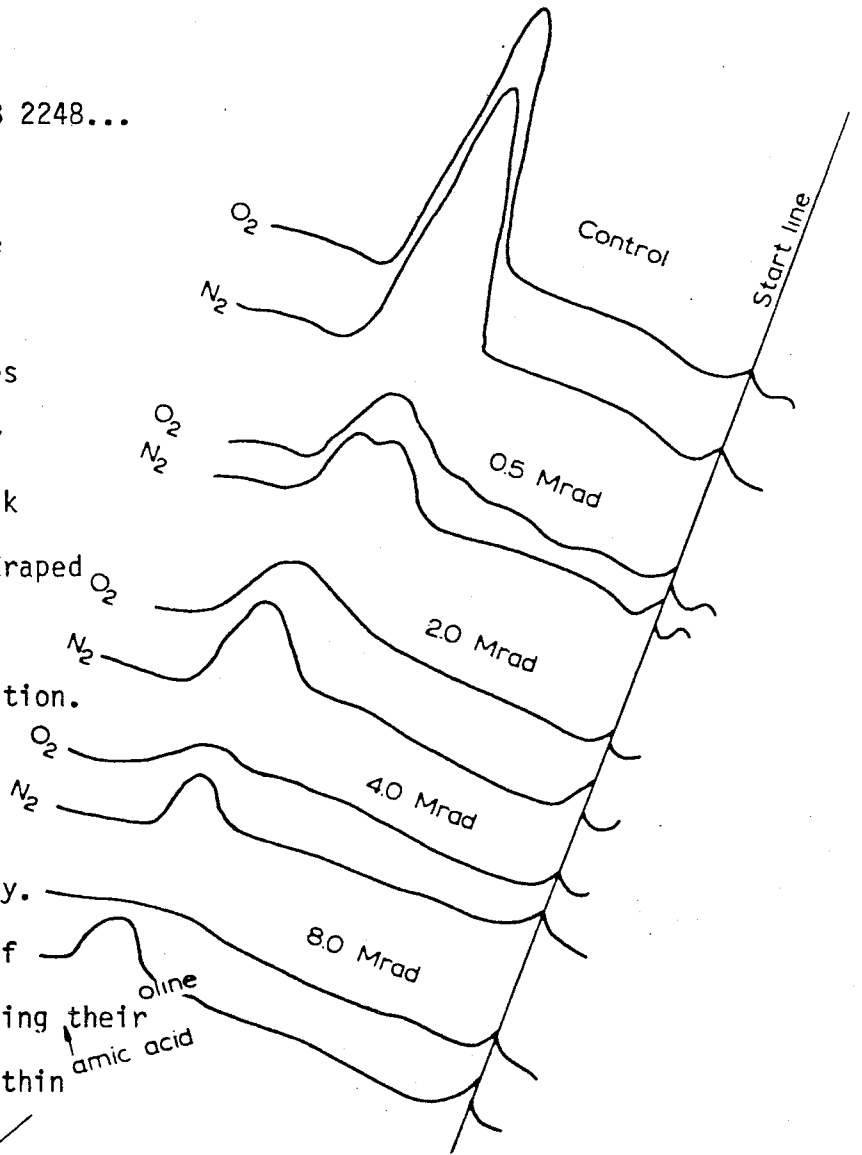 2248...
O2
Control
Start line
N2
s
O2
N2
0.5 Mrad
k
raped
O2
2.0 Mrad
N2
tion.
O2
4.0 Mrad
N2
y.
8.0 Mrad
f
oline
ing their
amic acid
thin